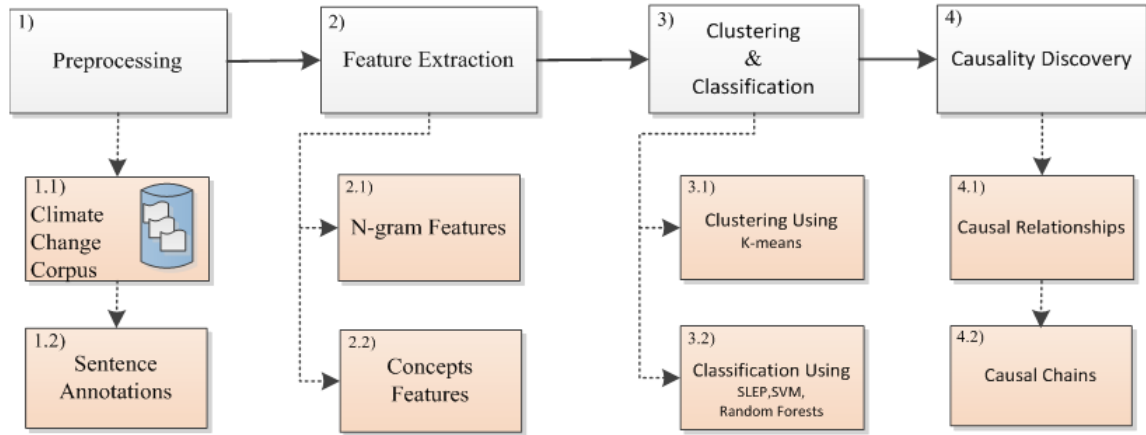 1)
Preprocessing
2)
Feature Extraction
3)
Clustering
&
Classification
4)
Causality Discovery
1.1)
Climate
Change
Corpus
1.2)
Sentence
Annotations
2.1)
N-gram Features
2.2)
Concepts
Features
3.1)
Clustering Using
K-means
3.2)
Classification Using
SLEP,SVM,
Random Forests
4.1)
Causal Relationships
4.2)
Causal Chains